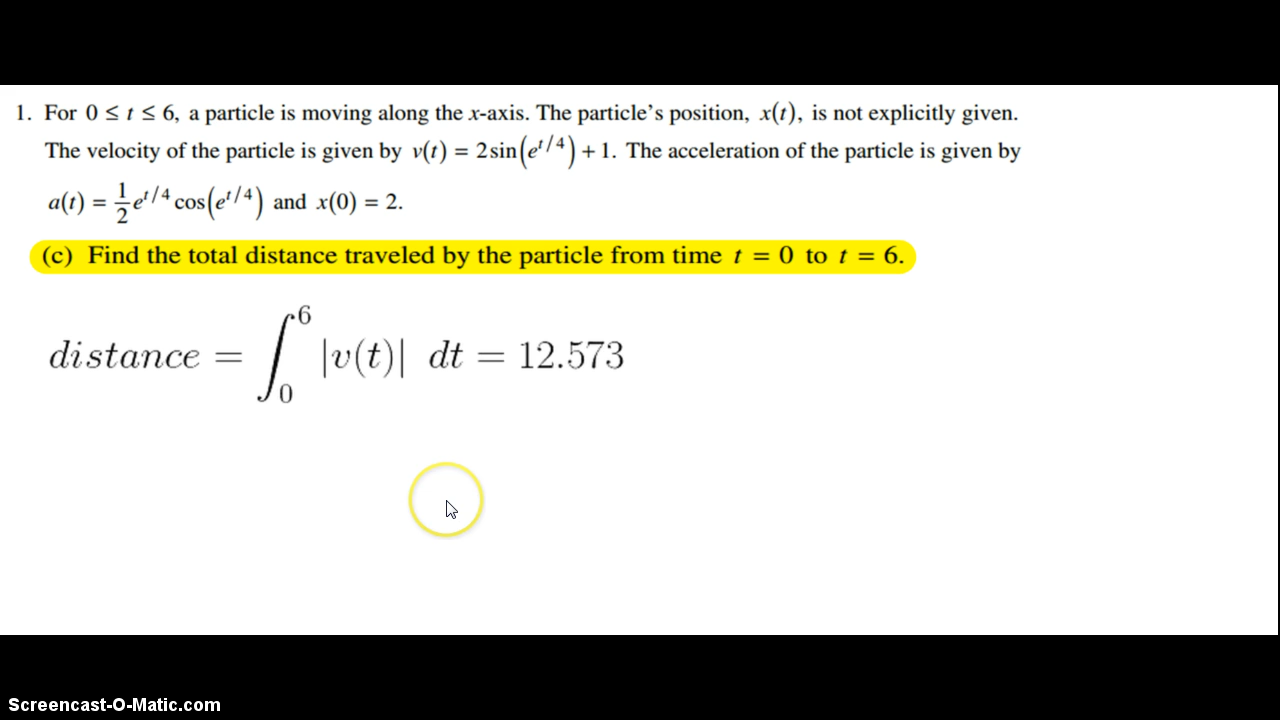 1. For 0 ≤ t ≤ 6, a particle is moving along the x-axis. The particle's position, x(t), is not explicitly given.
The velocity of the particle is given by v(t) = 2sin(e^{t/4}) + 1. The acceleration of the particle is given by
a(t) = \frac{1}{2}e^{t/4}cos(e^{t/4}) and x(0) = 2.
(c) Find the total distance traveled by the particle from time t = 0 to t = 6.
distance = \int_0^6 |v(t)| dt = 12.573
Screencast-O-Matic.com